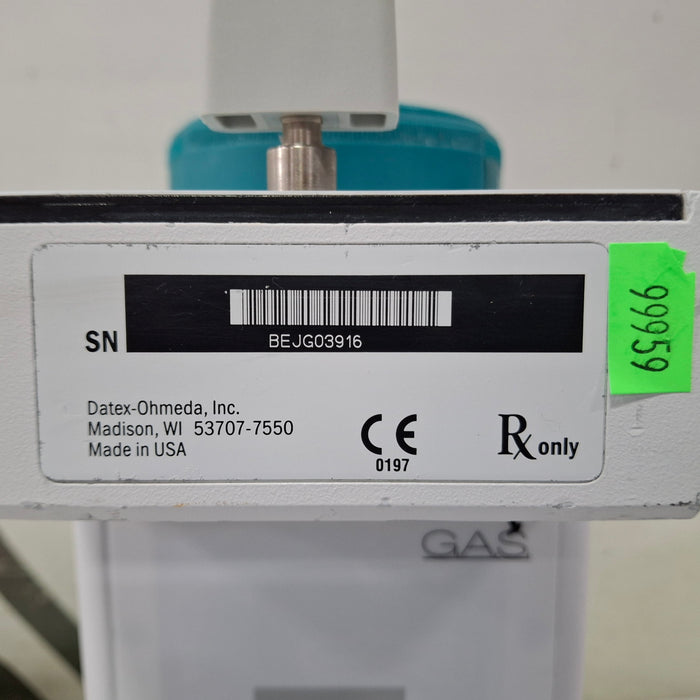 SN
BEJG03916
Datex-Ohmeda, Inc.
Madison, WI 53707-7550
Made in USA
CE
0197
Rx only
99959
GAS